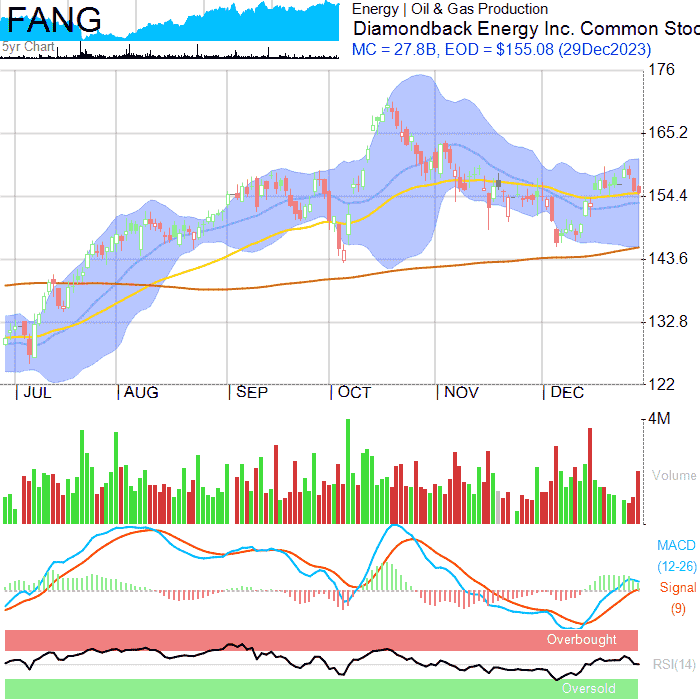 FANG
5yr Chart
Energy | Oil & Gas Production
Diamondback Energy Inc. Common Stoc
MC = 27.8B, EOD = $155.08 (29Dec2023)
176
165.2
154.4
143.6
132.8
122
|JUL |AUG |SEP |OCT |NOV |DEC
4M
Volume
MACD
(12-26)
Signal
(9)
Overbought
RSI(14)
Oversold